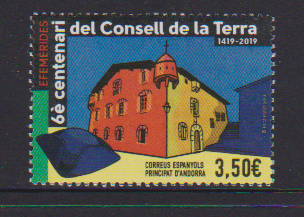 EFEMÈRIDES
6è centenari
del Consell de la Terra
1419-2019
CORREUS ESPANYOLS
PRINCIPAT D'ANDORRA
3,50€